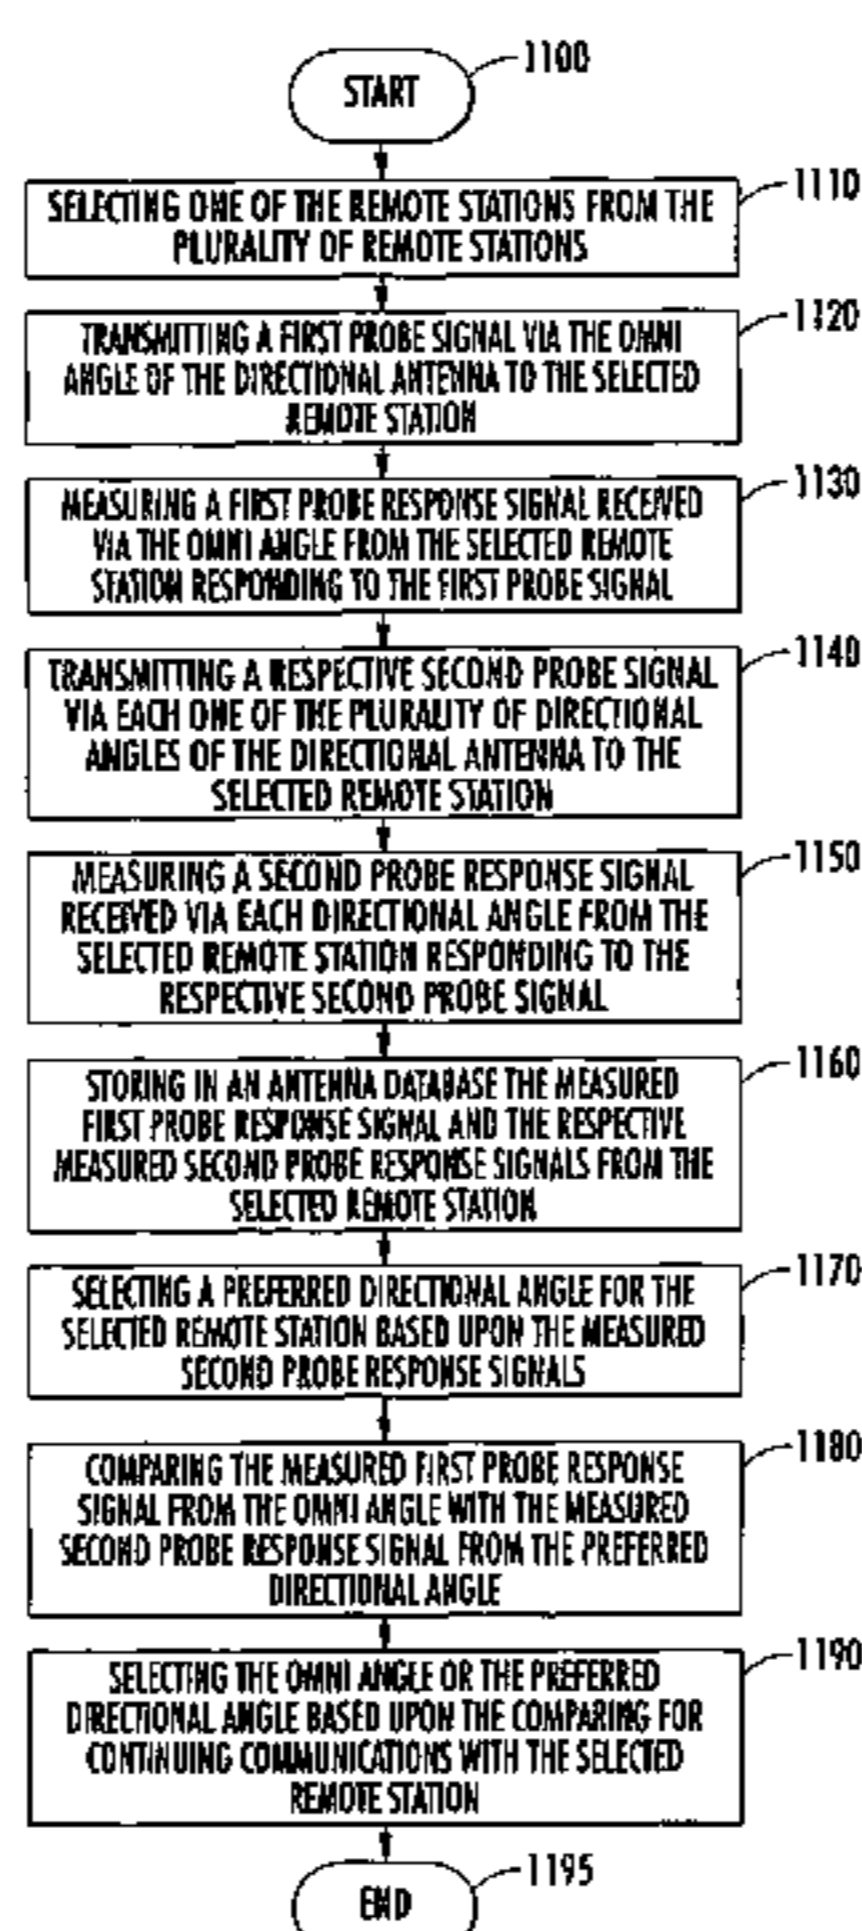 START
1100
SELECTING ONE OF THE REMOTE STATIONS FROM THE
PLURALITY OF REMOTE STATIONS
1110
TRANSMITTING A FIRST PROBE SIGNAL VIA THE OMNI
ANGLE OF THE DIRECTIONAL ANTENNA TO THE SELECTED
REMOTE STATION
1120
MEASURING A FIRST PROBE RESPONSE SIGNAL RECEIVED
VIA THE OMNI ANGLE FROM THE SELECTED REMOTE
STATION RESPONDING TO THE FIRST PROBE SIGNAL
1130
TRANSMITTING A RESPECTIVE SECOND PROBE SIGNAL
VIA EACH ONE OF THE PLURALITY OF DIRECTIONAL
ANGLES OF THE DIRECTIONAL ANTENNA TO THE
SELECTED REMOTE STATION
1140
MEASURING A SECOND PROBE RESPONSE SIGNAL
RECEIVED VIA EACH DIRECTIONAL ANGLE FROM THE
SELECTED REMOTE STATION RESPONDING TO THE
RESPECTIVE SECOND PROBE SIGNAL
1150
STORING IN AN ANTENNA DATABASE THE MEASURED
FIRST PROBE RESPONSE SIGNAL AND THE RESPECTIVE
MEASURED SECOND PROBE RESPONSE SIGNALS FROM THE
SELECTED REMOTE STATION
1160
SELECTING A PREFERRED DIRECTIONAL ANGLE FOR THE
SELECTED REMOTE STATION BASED UPON THE MEASURED
SECOND PROBE RESPONSE SIGNALS
1170
COMPARING THE MEASURED FIRST PROBE RESPONSE
SIGNAL FROM THE OMNI ANGLE WITH THE MEASURED
SECOND PROBE RESPONSE SIGNAL FROM THE PREFERRED
DIRECTIONAL ANGLE
1180
SELECTING THE OMNI ANGLE OR THE PREFERRED
DIRECTIONAL ANGLE BASED UPON THE COMPARING FOR
CONTINUING COMMUNICATIONS WITH THE SELECTED
REMOTE STATION
1190
END
1195